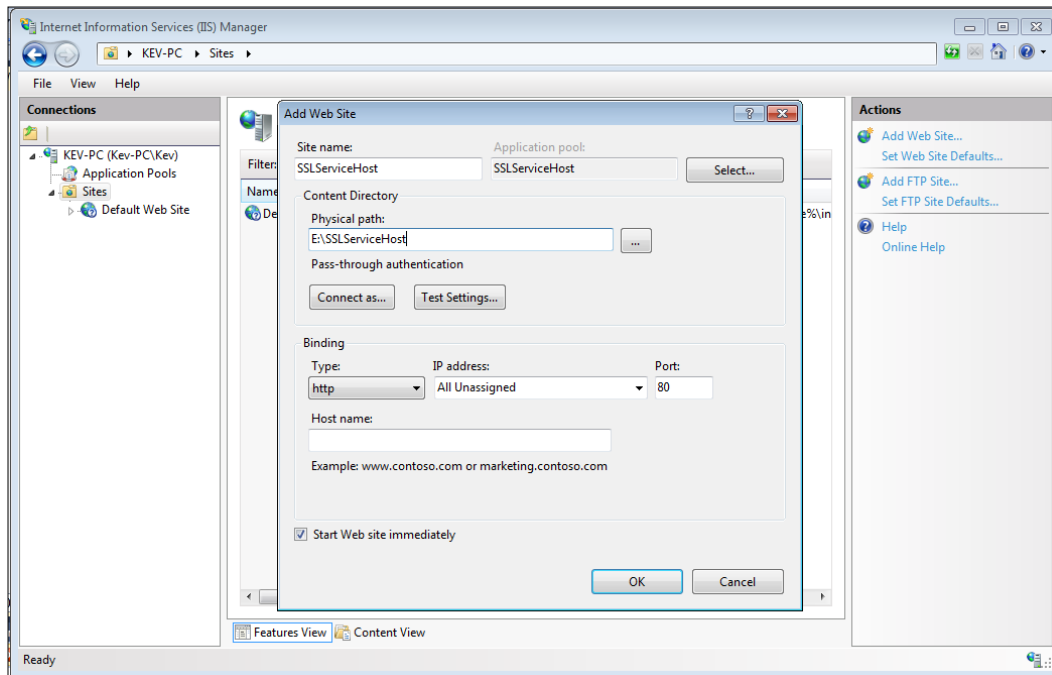 Internet Information Services (IIS) Manager
KEV-PC Sites
File View Help
Connections
KEV-PC (Kev-PC\Kev)
Application Pools
Sites
Default Web Site
Filter:
Name
De
e%\in
Add Web Site
Site name:
Application pool:
SSLServiceHost
SSLServiceHost
Select...
Content Directory
Physical path:
E:\SSLServiceHost
...
Pass-through authentication
Connect as...
Test Settings...
Binding
Type:
IP address:
Port:
http
All Unassigned
80
Host name:
Example: www.contoso.com or marketing.contoso.com
Start Web site immediately
OK
Cancel
Features View
Content View
Actions
Add Web Site...
Set Web Site Defaults...
Add FTP Site...
Set FTP Site Defaults...
Help
Online Help
Ready